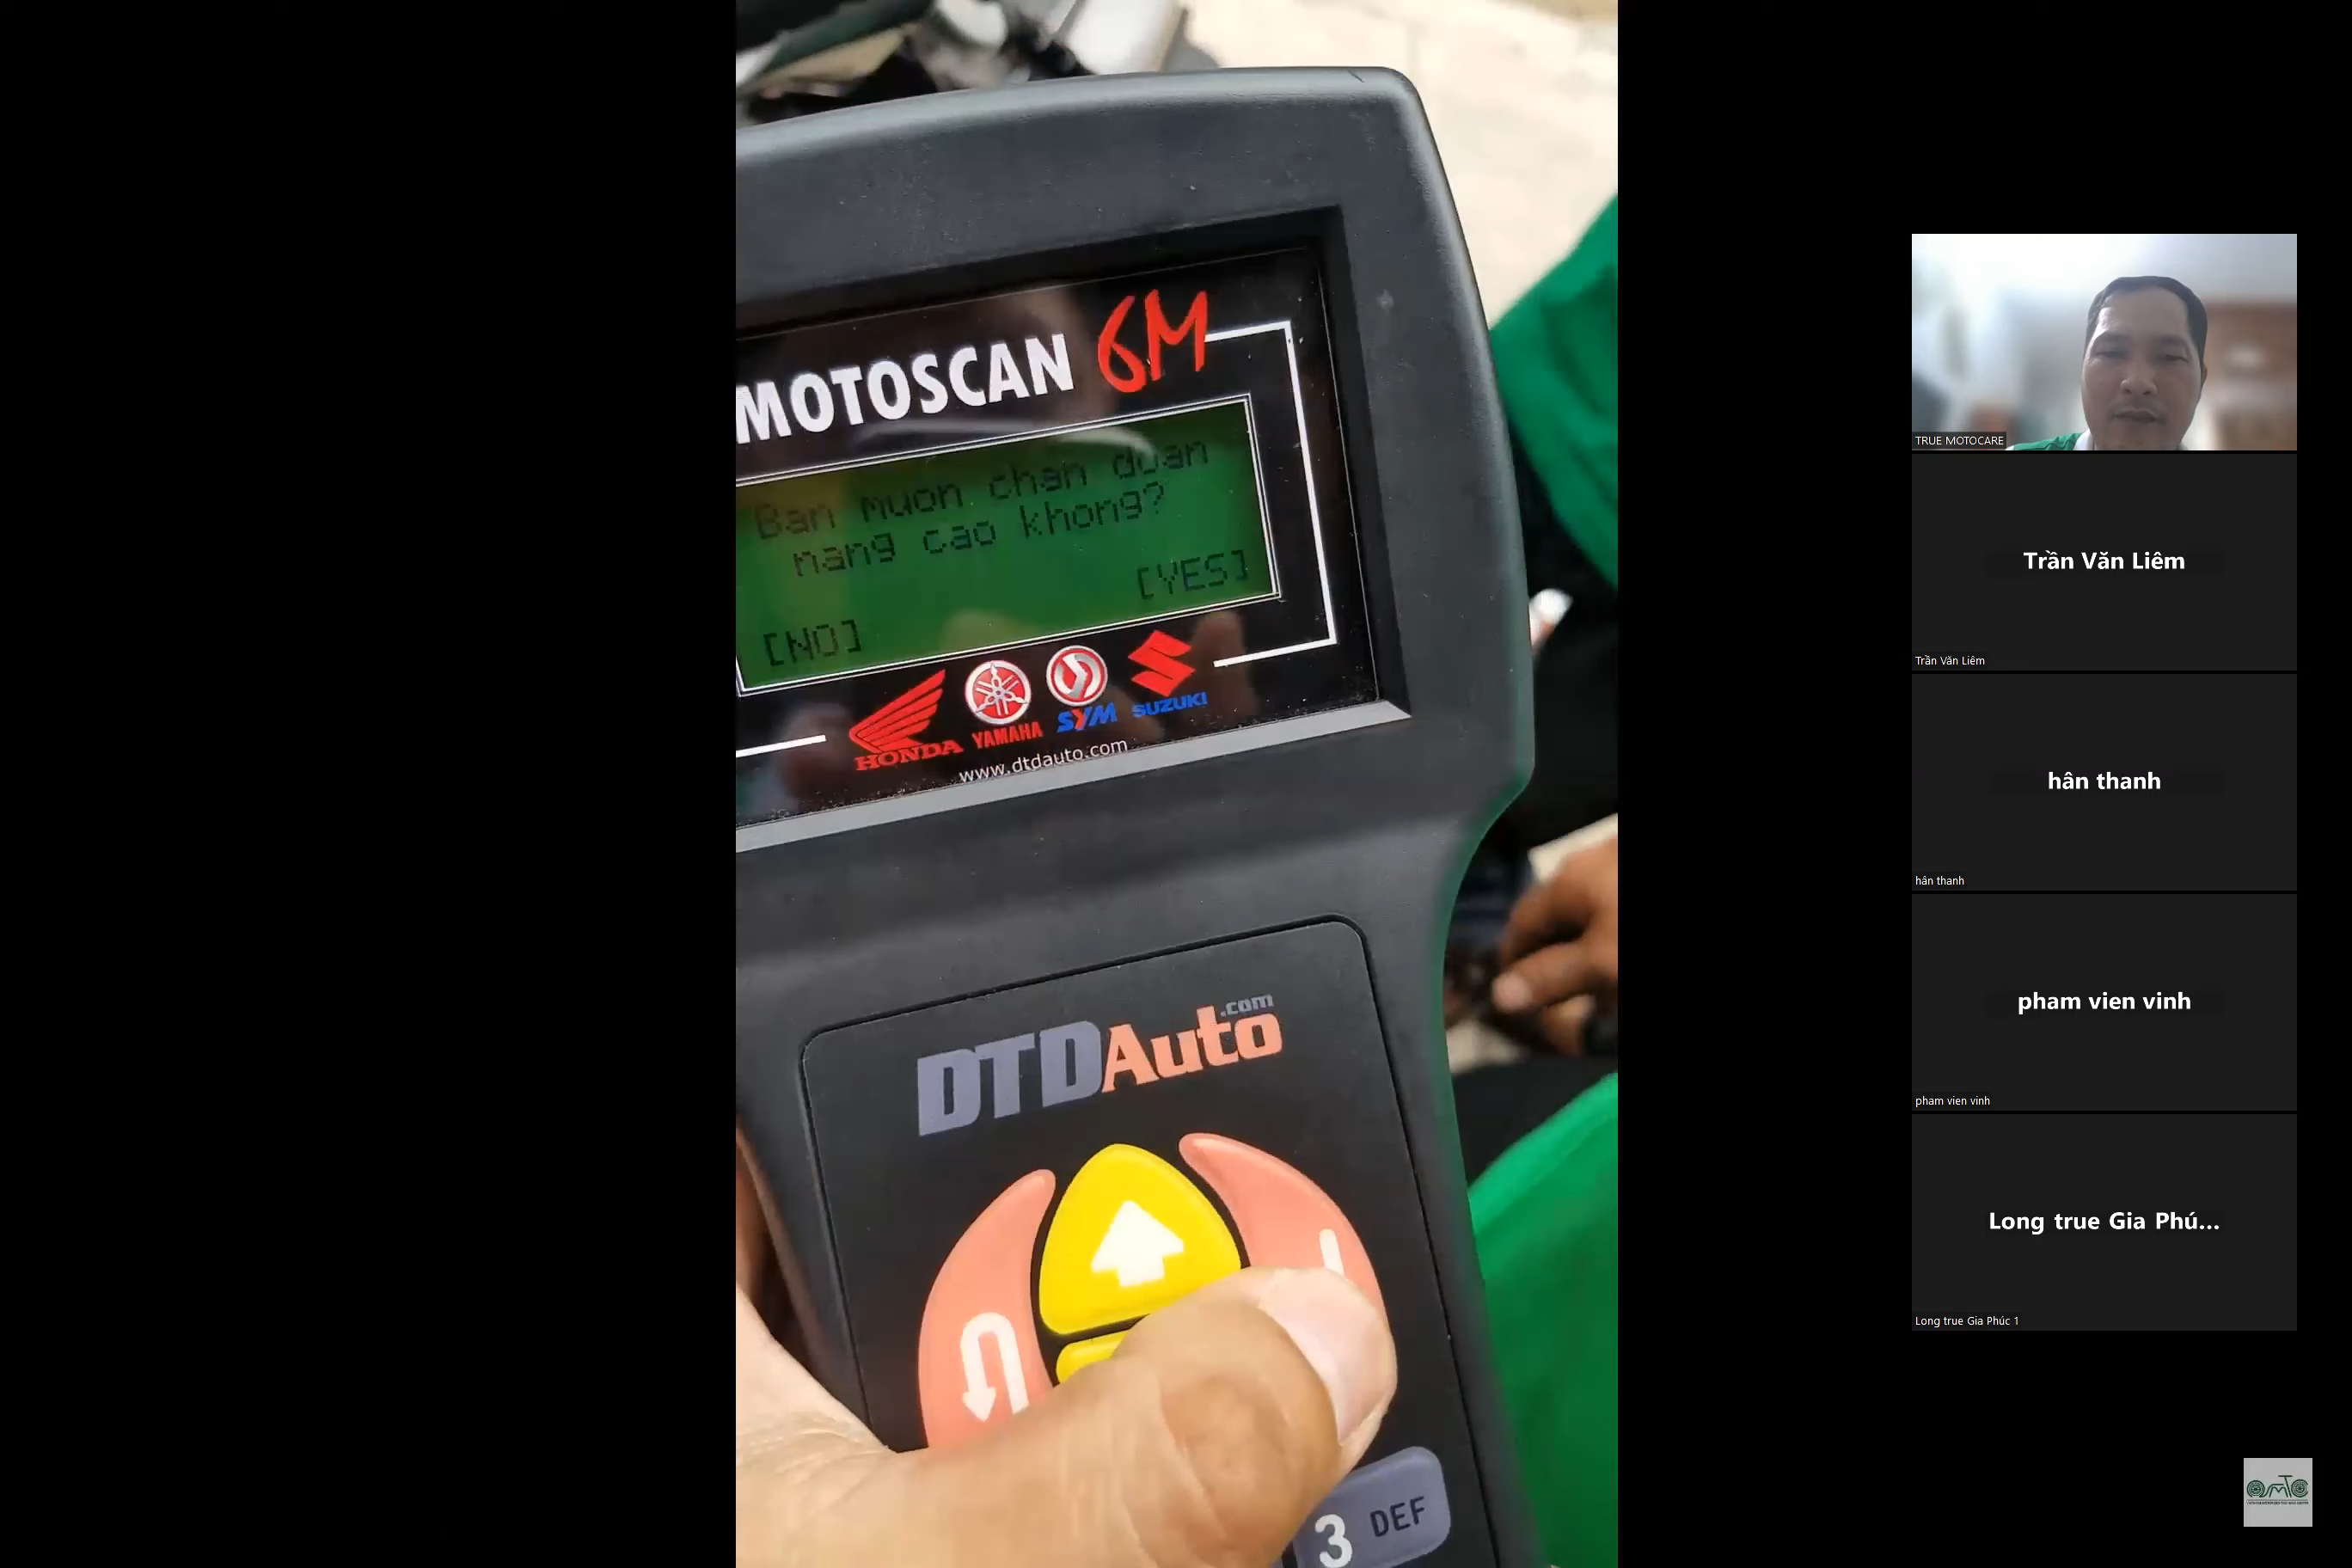 MOTOSCAN 6M
Ban muon chan doan
nang cao khong?
[YES]
[NO]
HONDA
YAMAHA
SYM
SUZUKI
www.dtdauto.com
DTDAuto.com
3 DEF
TRUE MOTOCARE
Trần Văn Liêm
Trần Văn Liêm
hân thanh
hân thanh
pham vien vinh
pham vien vinh
Long true Gia Phú...
Long true Gia Phúc 1